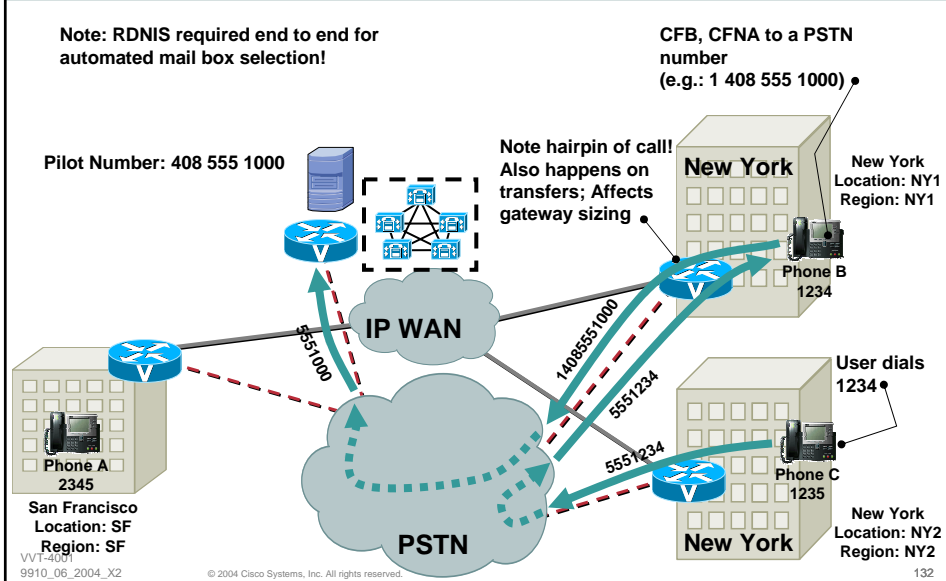 Note: RDNIS required end to end for
automated mail box selection!
CFB, CFNA to a PSTN
number
(e.g.: 1 408 555 1000)
Pilot Number: 408 555 1000
Note hairpin of call!
Also happens on
transfers; Affects
gateway sizing
New York
New York
Location: NY1
Region: NY1
Phone B
1234
V
V
IP WAN
5551000
14085551000
5551234
V
User dials
1234
5551234
Phone A
2345
Phone C
1235
V
San Francisco
Location: SF
Region: SF
PSTN
New York
New York
Location: NY2
Region: NY2
VVT-4001
9910_06_2004_X2
© 2004 Cisco Systems, Inc. All rights reserved.
132